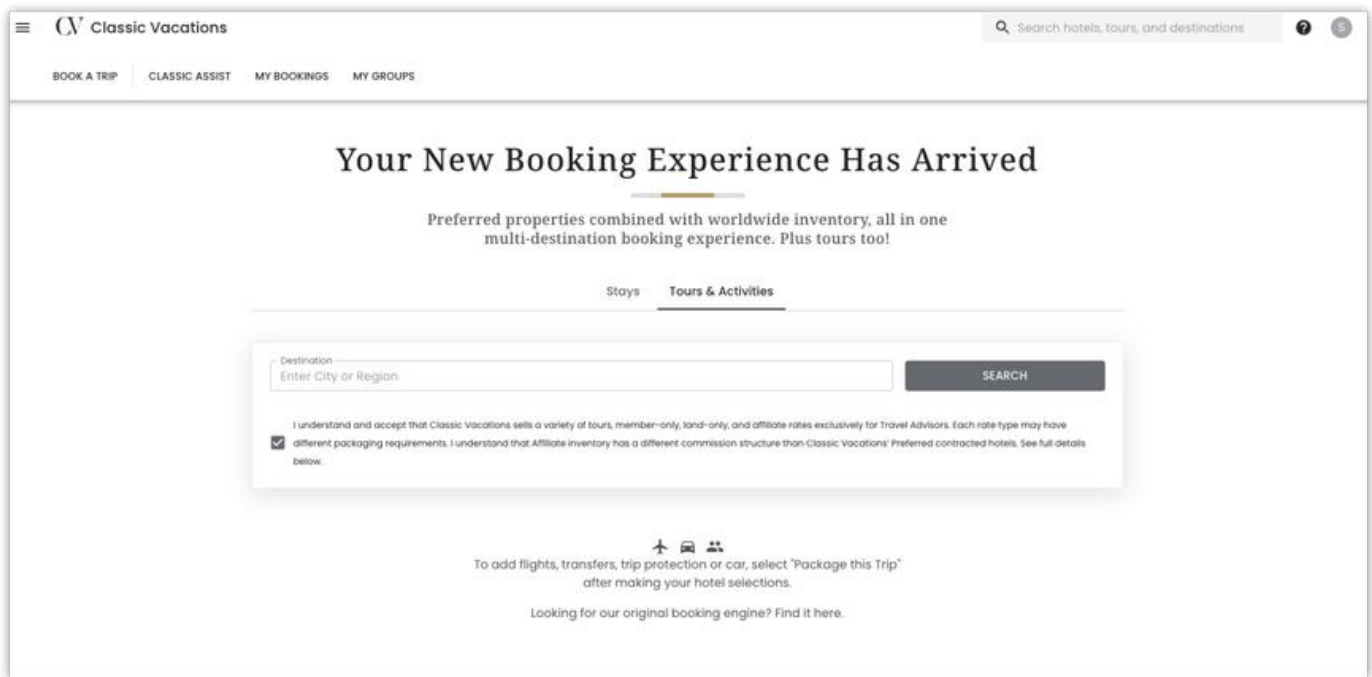 CV Classic Vacations
Search hotels, tours, and destinations
?
S
BOOK A TRIP
CLASSIC ASSIST
MY BOOKINGS
MY GROUPS
Your New Booking Experience Has Arrived
Preferred properties combined with worldwide inventory, all in one
multi-destination booking experience. Plus tours too!
Stays
Tours & Activities
Destination
Enter City or Region
SEARCH
I understand and accept that Classic Vacations sells a variety of tours, member-only, land-only, and affiliate rates exclusively for Travel Advisors. Each rate type may have
different packaging requirements. I understand that Affiliate inventory has a different commission structure than Classic Vacations' Preferred contracted hotels. See full details
below.
To add flights, transfers, trip protection or car, select "Package this Trip"
after making your hotel selections.
Looking for our original booking engine? Find it here.